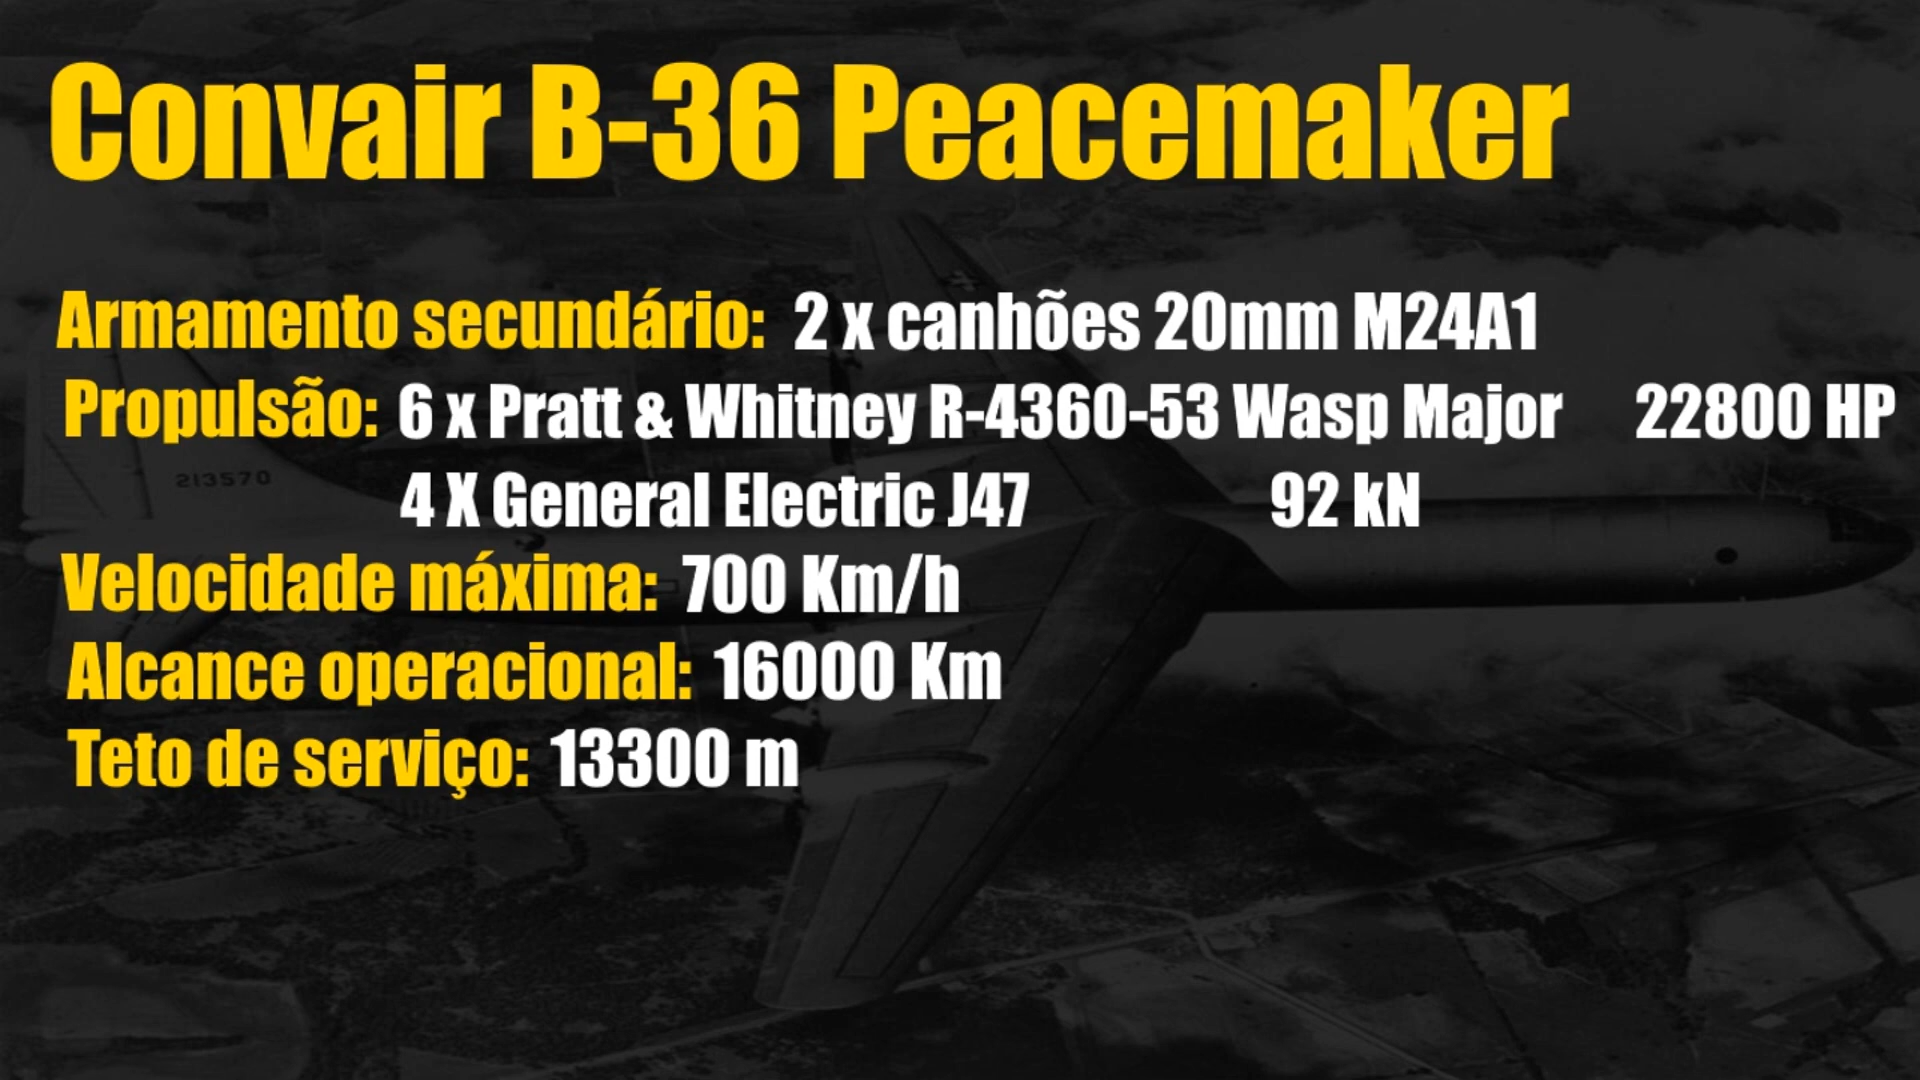 Convair B-36 Peacemaker
Armamento secundário: 2 x canhões 20mm M24A1
Propulsão: 6 x Pratt & Whitney R-4360-53 Wasp Major 22800 HP
4 X General Electric J47 92 kN
213570
Velocidade máxima: 700 Km/h
Alcance operacional: 16000 Km
Teto de serviço: 13300 m